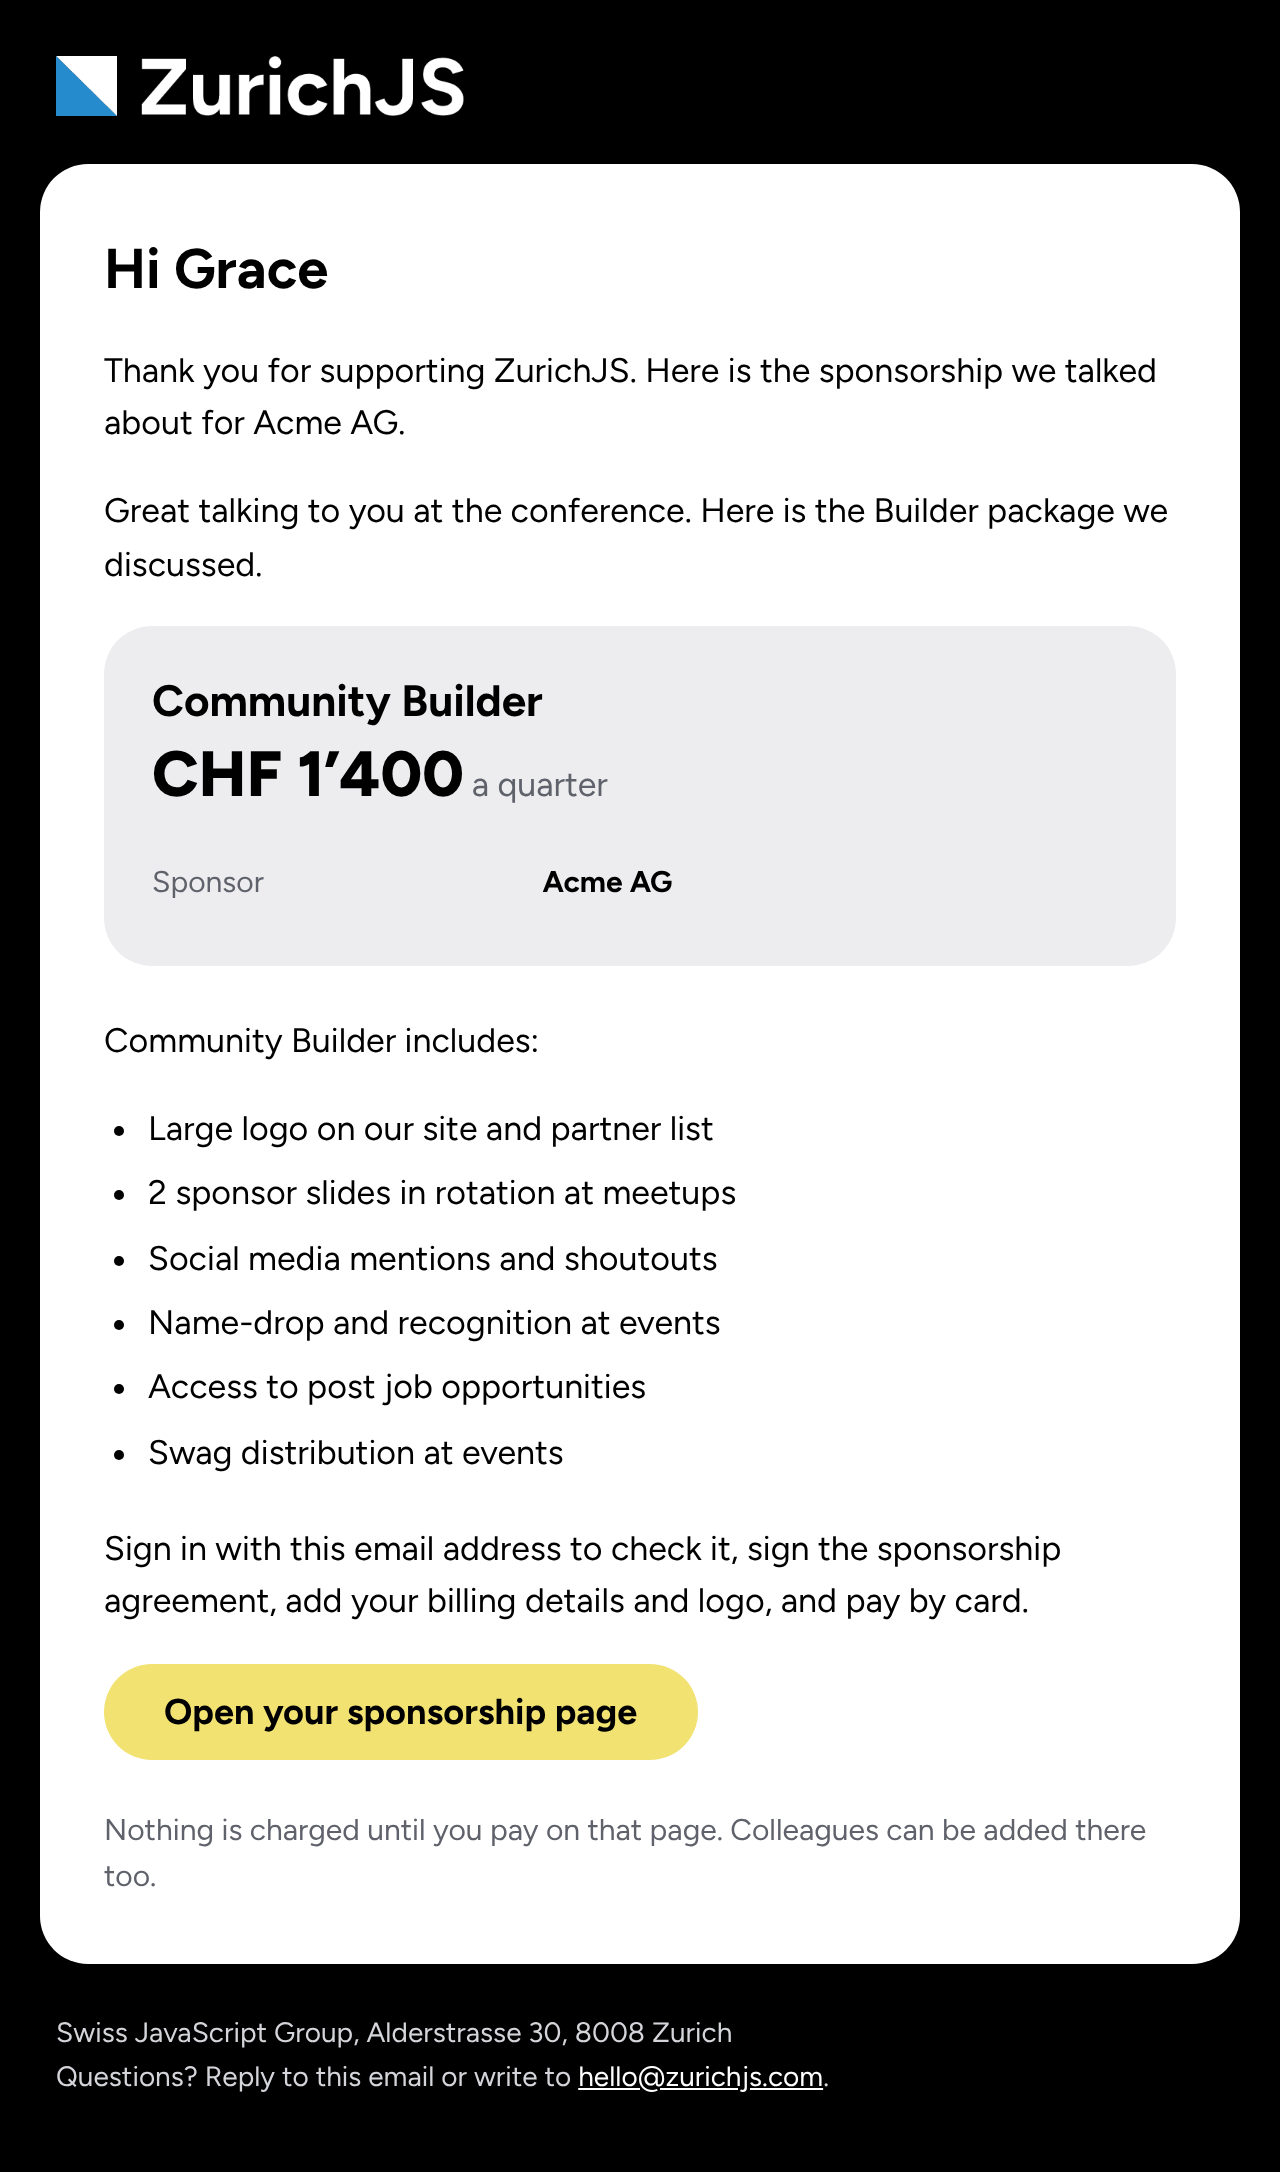 ZurichJS
Hi Grace
Thank you for supporting ZurichJS. Here is the sponsorship we talked
about for Acme AG.
Great talking to you at the conference. Here is the Builder package we
discussed.
Community Builder
CHF 1’400 a quarter
Sponsor Acme AG
Community Builder includes:
• Large logo on our site and partner list
• 2 sponsor slides in rotation at meetups
• Social media mentions and shoutouts
• Name-drop and recognition at events
• Access to post job opportunities
• Swag distribution at events
Sign in with this email address to check it, sign the sponsorship
agreement, add your billing details and logo, and pay by card.
Open your sponsorship page
Nothing is charged until you pay on that page. Colleagues can be added there
too.
Swiss JavaScript Group, Alderstrasse 30, 8008 Zurich
Questions? Reply to this email or write to hello@zurichjs.com.